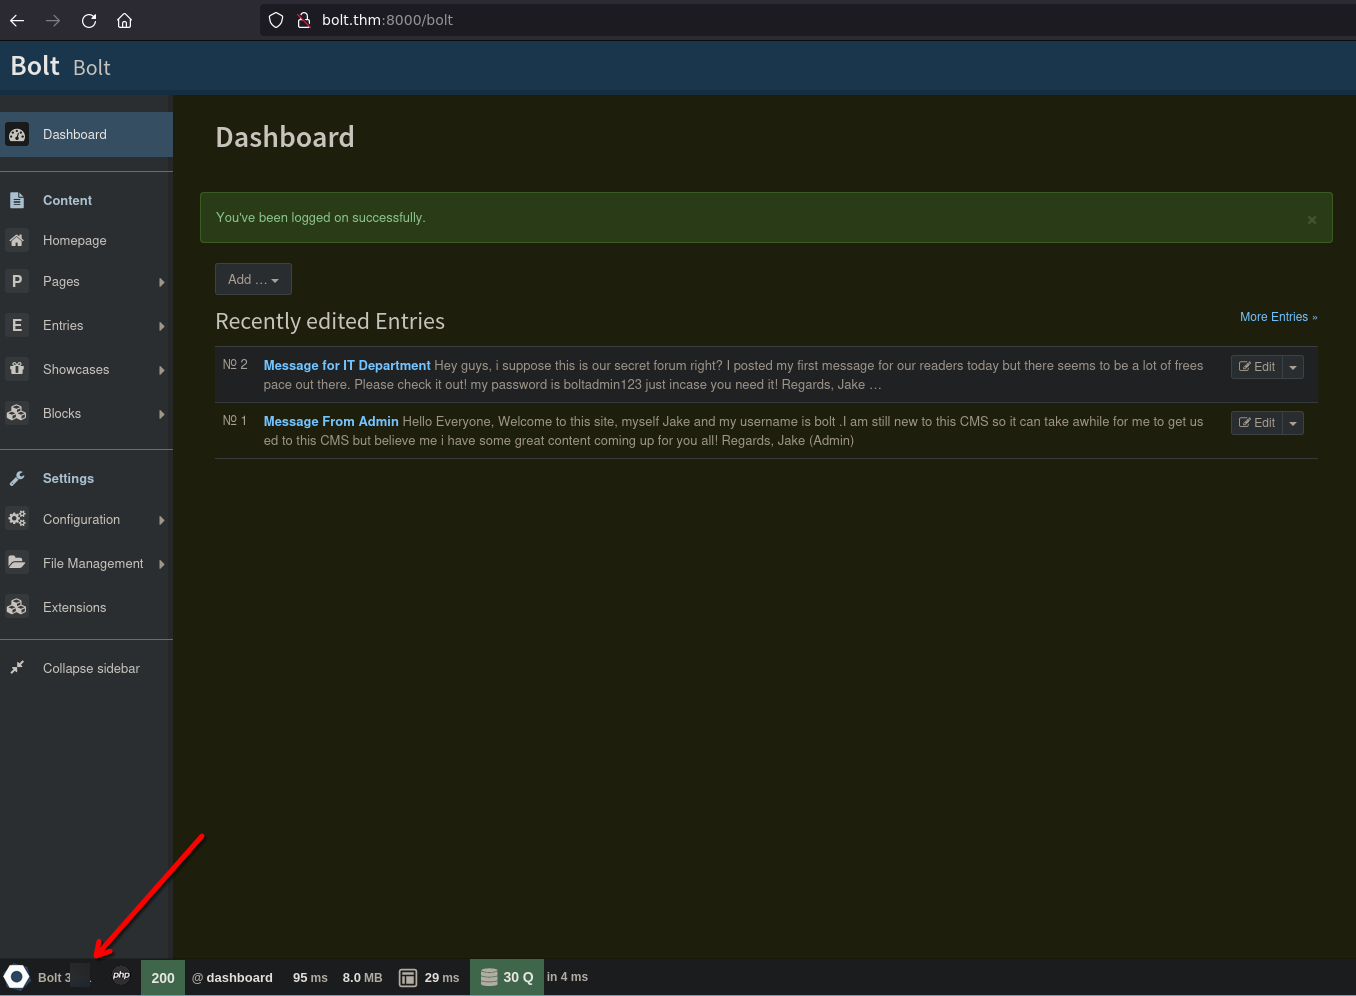 bolt.thm:8000/bolt
Bolt Bolt
Dashboard
Content
Homepage
P Pages
E Entries
Showcases
Blocks
Settings
Configuration
File Management
Extensions
Collapse sidebar
Dashboard
You've been logged on successfully. ×
Add ...
Recently edited Entries
More Entries »
№ 2 Message for IT Department Hey guys, i suppose this is our secret forum right? I posted my first message for our readers today but there seems to be a lot of frees
pace out there. Please check it out! my password is boltadmin123 just incase you need it! Regards, Jake …
Edit
№ 1 Message From Admin Hello Everyone, Welcome to this site, myself Jake and my username is bolt .I am still new to this CMS so it can take awhile for me to get us
ed to this CMS but believe me i have some great content coming up for you all! Regards, Jake (Admin)
Edit
Bolt 3 php 200 @ dashboard 95 ms 8.0 MB 29 ms 30 Q in 4 ms